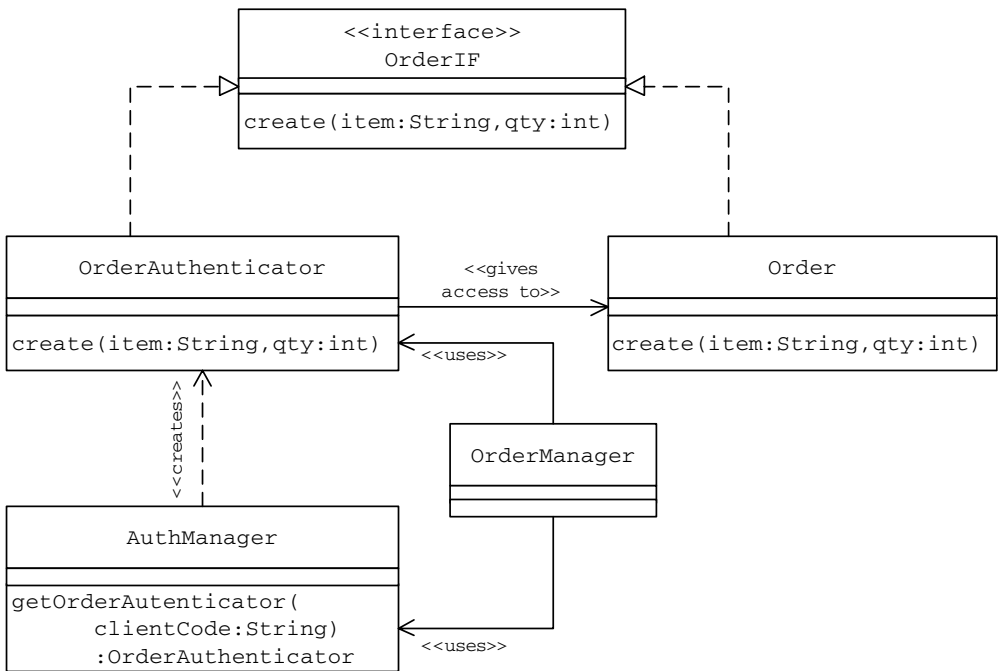 <<interface>>
OrderIF
create(item:String,qty:int)
OrderAuthenticator
create(item:String,qty:int)
<<gives
access to>>
Order
create(item:String,qty:int)
<<uses>>
<<creates>>
OrderManager
AuthManager
getOrderAutenticator(
clientCode:String)
:OrderAuthenticator
<<uses>>